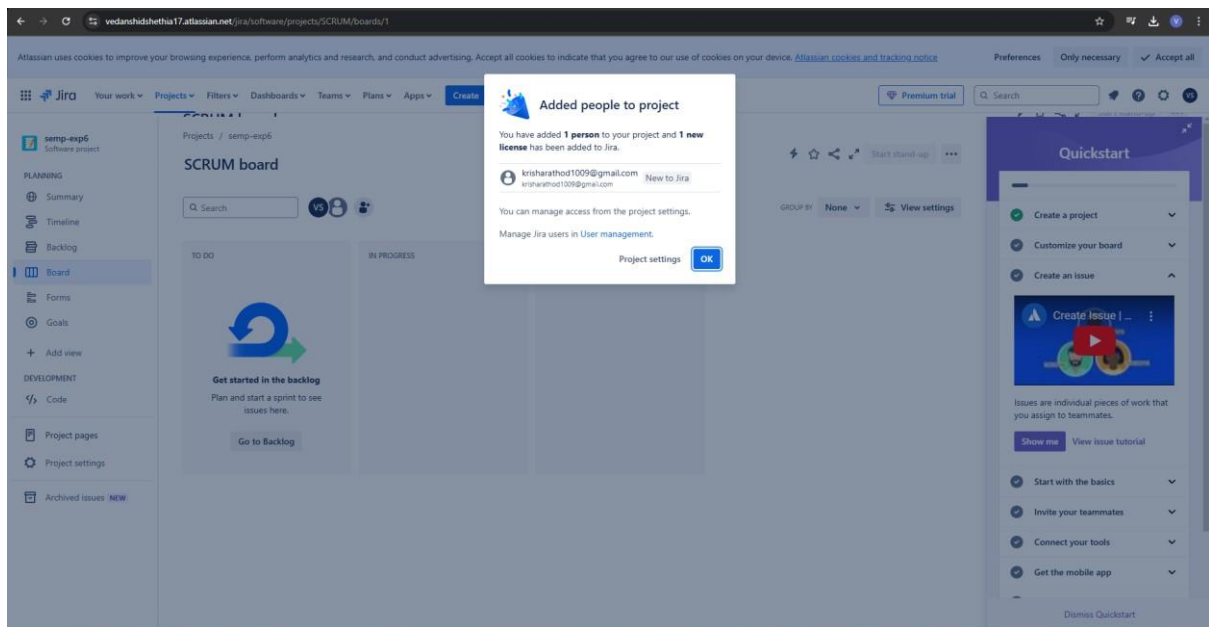 vedanshidshethia17.atlassian.net/jira/software/projects/SCRUM/boards/1
Atlassian uses cookies to improve your browsing experience, perform analytics and research, and conduct advertising. Accept all cookies to indicate that you agree to our use of cookies on your device. Atlassian cookies and tracking notice
Preferences
Only necessary
Accept all
Jira
Your work
Projects
Filters
Dashboards
Teams
Plans
Apps
Create
Premium trial
Search
VS
semp-exp6
Software project
PLANNING
Summary
Timeline
Backlog
Board
Forms
Goals
Add view
DEVELOPMENT
Code
Project pages
Project settings
Archived issues NEW
Projects / semp-exp6
SCRUM board
Search
VS
Start stand-up
GROUP BY None
View settings
TO DO
IN PROGRESS
Get started in the backlog
Plan and start a sprint to see
issues here.
Go to Backlog
Added people to project
You have added 1 person to your project and 1 new
license has been added to Jira.
krisharathod1009@gmail.com
krisharathod1009@gmail.com
New to Jira
You can manage access from the project settings.
Manage Jira users in User management.
Project settings
OK
Quickstart
Create a project
Customize your board
Create an issue
Create Issue | ...
Issues are individual pieces of work that
you assign to teammates.
Show me
View issue tutorial
Start with the basics
Invite your teammates
Connect your tools
Get the mobile app
Dismiss Quickstart